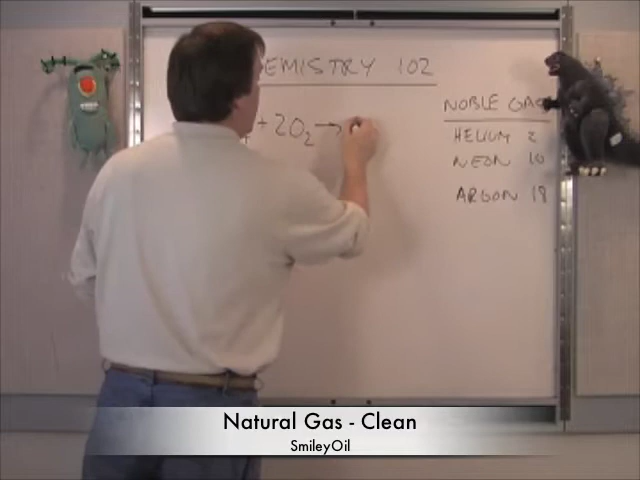 EMISTRY 102
+ 2O₂ →
NOBLE GAS
HELIUM 2
NEON 10
ARGON 18
Natural Gas - Clean
SmileyOil